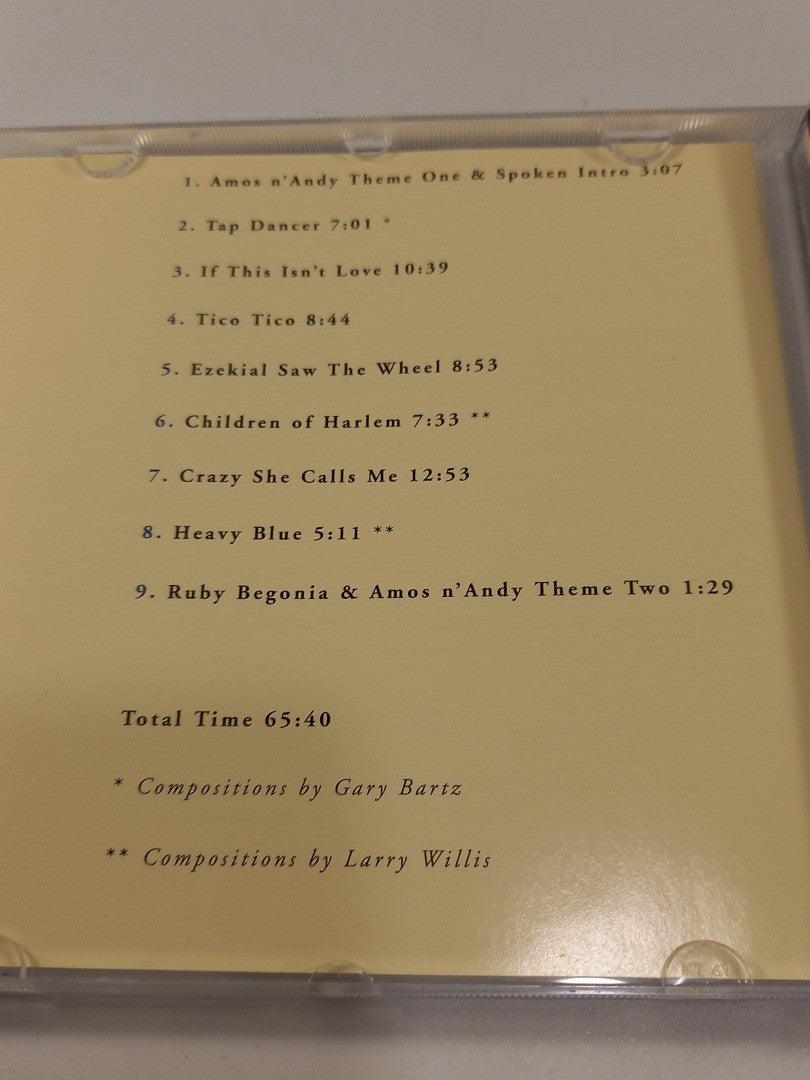 1. Amos n'Andy Theme One & Spoken Intro 3:07
2. Tap Dancer 7:01 *
3. If This Isn't Love 10:39
4. Tico Tico 8:44
5. Ezekial Saw The Wheel 8:53
6. Children of Harlem 7:33 **
7. Crazy She Calls Me 12:53
8. Heavy Blue 5:11 **
9. Ruby Begonia & Amos n'Andy Theme Two 1:29
Total Time 65:40
* Compositions by Gary Bartz
** Compositions by Larry Willis